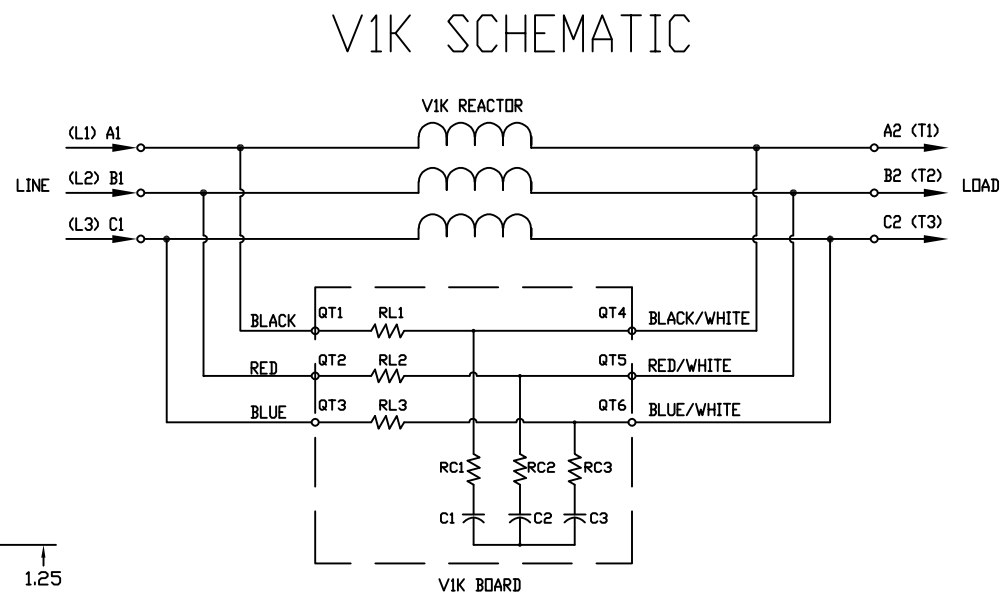 V1K SCHEMATIC
V1K REACTOR
(L1) A1
A2 (T1)
LINE
(L2) B1
B2 (T2)
LOAD
(L3) C1
C2 (T3)
BLACK
QT1
RL1
QT4
BLACK/WHITE
RED
QT2
RL2
QT5
RED/WHITE
BLUE
QT3
RL3
QT6
BLUE/WHITE
RC1
RC2
RC3
C1
C2
C3
1.25
V1K BOARD